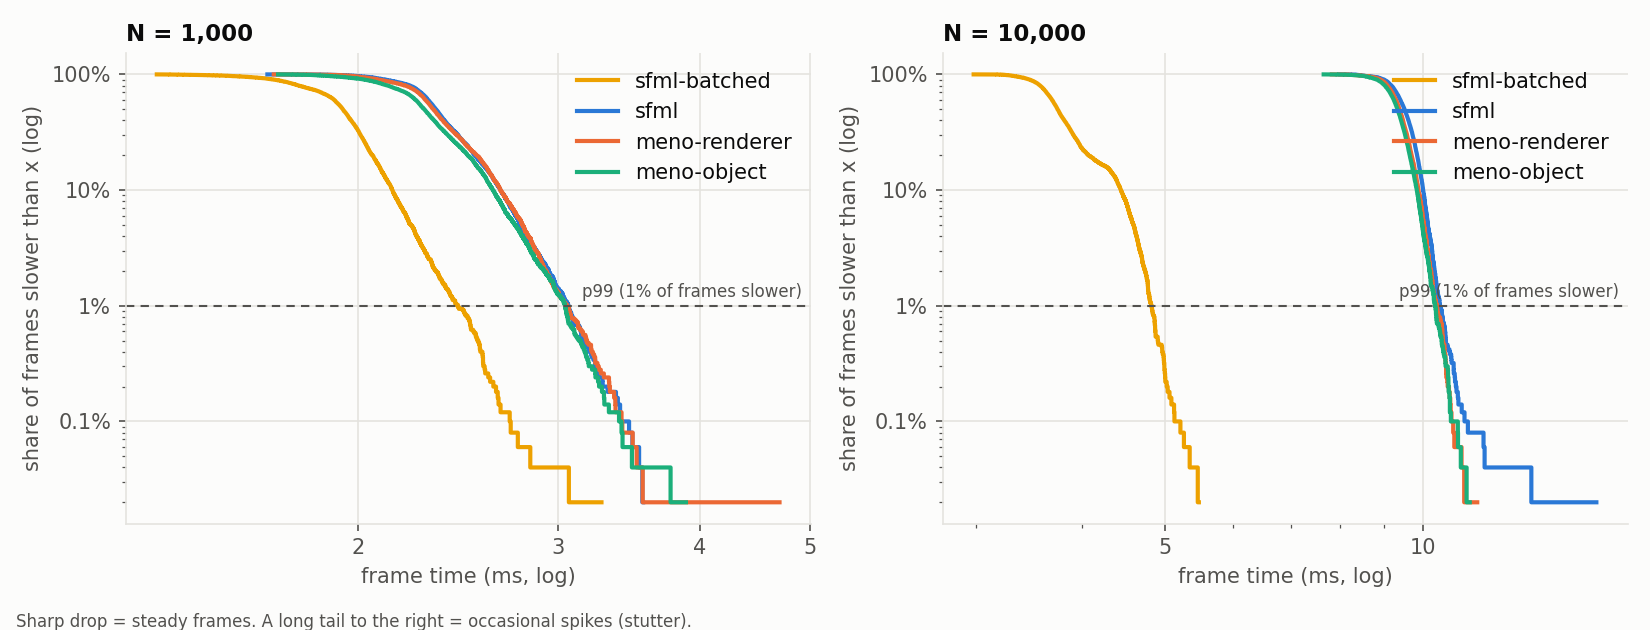 N = 1,000
share of frames slower than x (log)
100%
10%
1%
0.1%
sfml-batched
sfml
meno-renderer
meno-object
p99 (1% of frames slower)
2
3
4
5
frame time (ms, log)
N = 10,000
share of frames slower than x (log)
100%
10%
1%
0.1%
sfml-batched
sfml
meno-renderer
meno-object
p99 (1% of frames slower)
5
10
frame time (ms, log)
Sharp drop = steady frames. A long tail to the right = occasional spikes (stutter).